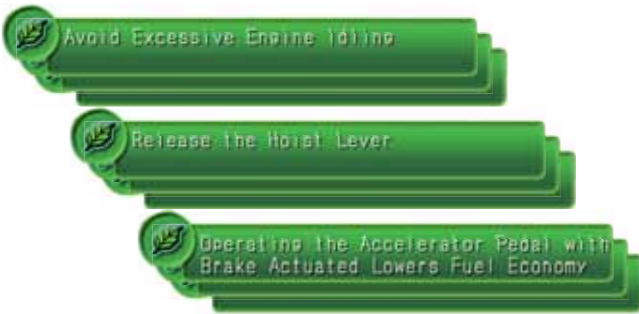 Avoid Excessive Engine Idling
Release the Hoist Lever
Operating the Accelerator Pedal with
Brake Actuated Lowers Fuel Economy